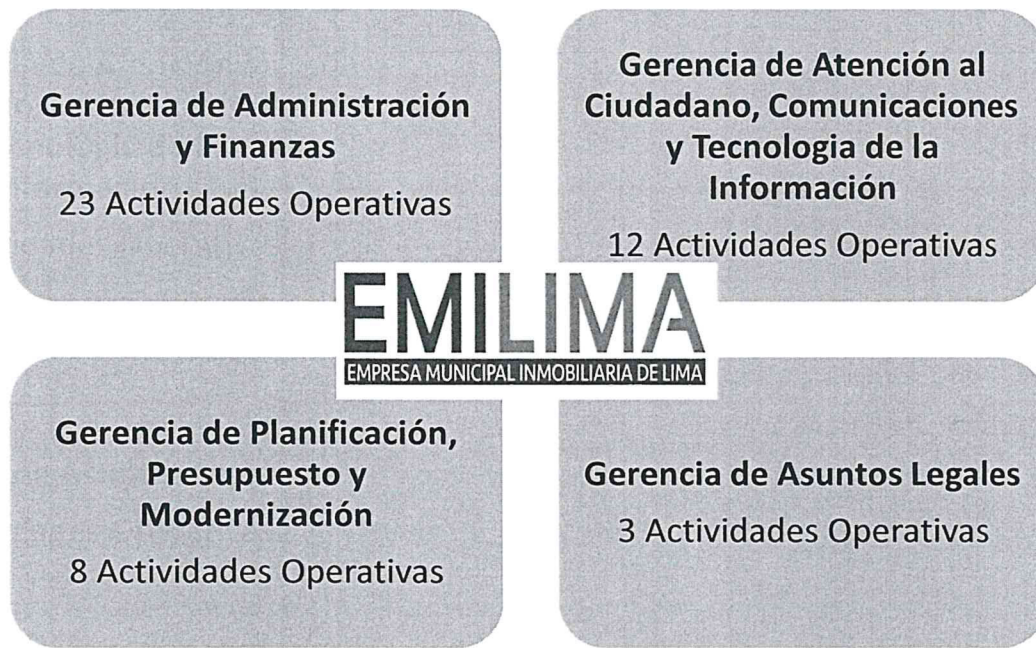 Gerencia de Administración
y Finanzas
23 Actividades Operativas
Gerencia de Atención al
Ciudadano, Comunicaciones
y Tecnologia de la
Información
12 Actividades Operativas
EMILIMA
EMPRESA MUNICIPAL INMOBILIARIA DE LIMA
Gerencia de Planificación,
Presupuesto y
Modernización
8 Actividades Operativas
Gerencia de Asuntos Legales
3 Actividades Operativas